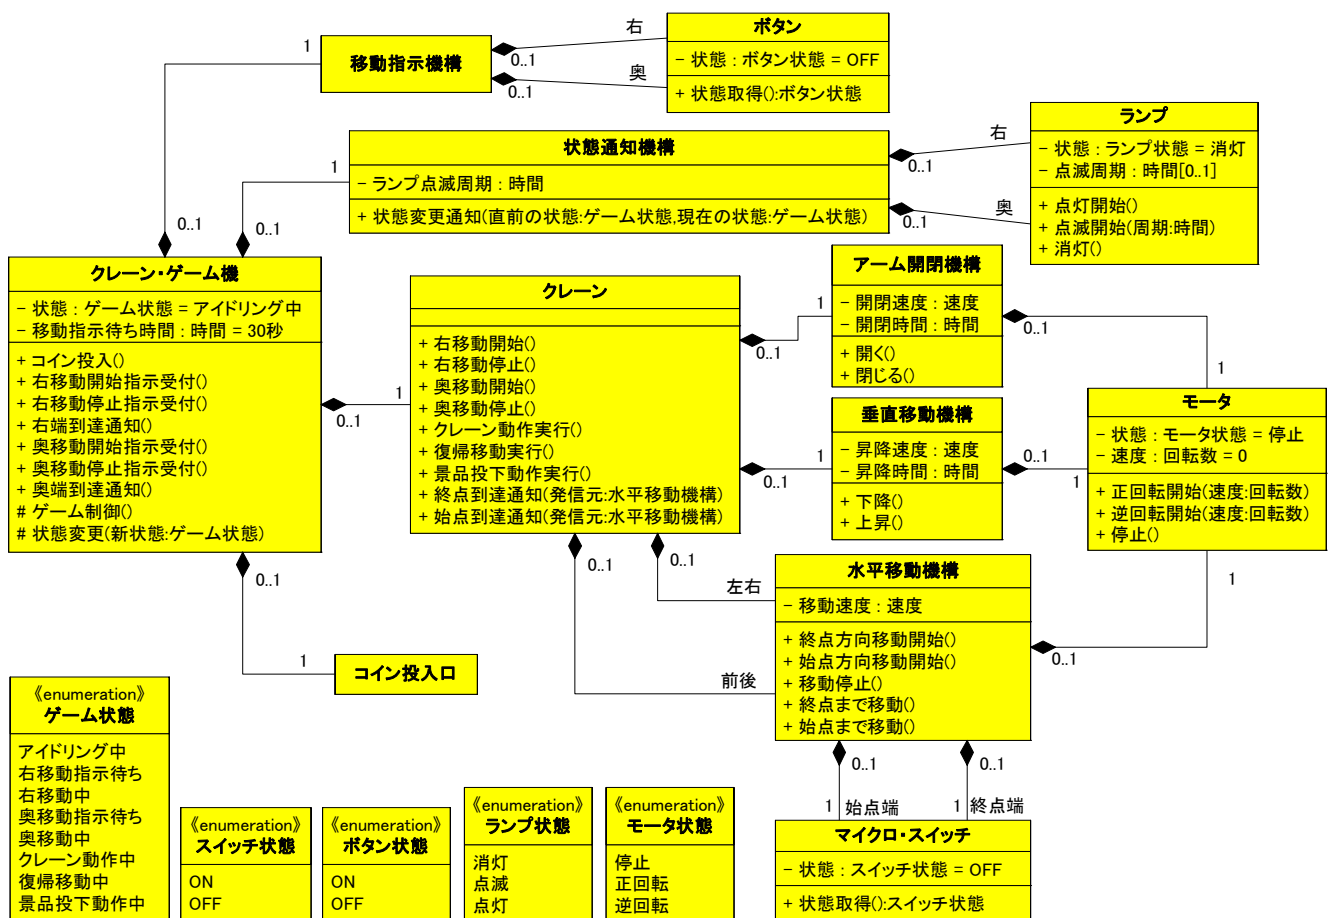 移動指示機構
1
0..1
右
0..1
奥
0..1
ボタン
- 状態 : ボタン状態 = OFF
+ 状態取得():ボタン状態
状態通知機構
- ランプ点滅周期 : 時間
+ 状態変更通知(直前の状態:ゲーム状態,現在の状態:ゲーム状態)
1
0..1
右
0..1
奥
0..1
ランプ
- 状態 : ランプ状態 = 消灯
- 点滅周期 : 時間[0..1]
+ 点灯開始()
+ 点滅開始(周期:時間)
+ 消灯()
クレーン・ゲーム機
- 状態 : ゲーム状態 = アイドリング中
- 移動指示待ち時間 : 時間 = 30秒
+ コイン投入()
+ 右移動開始指示受付()
+ 右移動停止指示受付()
+ 右端到達通知()
+ 奥移動開始指示受付()
+ 奥移動停止指示受付()
+ 奥端到達通知()
# ゲーム制御()
# 状態変更(新状態:ゲーム状態)
1
0..1
クレーン
+ 右移動開始()
+ 右移動停止()
+ 奥移動開始()
+ 奥移動停止()
+ クレーン動作実行()
+ 復帰移動実行()
+ 景品投下動作実行()
+ 終点到達通知(発信元:水平移動機構)
+ 始点到達通知(発信元:水平移動機構)
1
0..1
アーム開閉機構
- 開閉速度 : 速度
- 開閉時間 : 時間
+ 開く()
+ 閉じる()
0..1
1
1
0..1
垂直移動機構
- 昇降速度 : 速度
- 昇降時間 : 時間
+ 下降()
+ 上昇()
0..1
1
モータ
- 状態 : モータ状態 = 停止
- 速度 : 回転数 = 0
+ 正回転開始(速度:回転数)
+ 逆回転開始(速度:回転数)
+ 停止()
1
0..1
0..1
左右
前後
水平移動機構
- 移動速度 : 速度
+ 終点方向移動開始()
+ 始点方向移動開始()
+ 移動停止()
+ 終点まで移動()
+ 始点まで移動()
0..1
0..1
0..1
1 始点端
1 終点端
マイクロ・スイッチ
- 状態 : スイッチ状態 = OFF
+ 状態取得():スイッチ状態
0..1
1
コイン投入口
《enumeration》
ゲーム状態
アイドリング中
右移動指示待ち
右移動中
奥移動指示待ち
奥移動中
クレーン動作中
復帰移動中
景品投下動作中
《enumeration》
スイッチ状態
ON
OFF
《enumeration》
ボタン状態
ON
OFF
《enumeration》
ランプ状態
消灯
点滅
点灯
《enumeration》
モータ状態
停止
正回転
逆回転